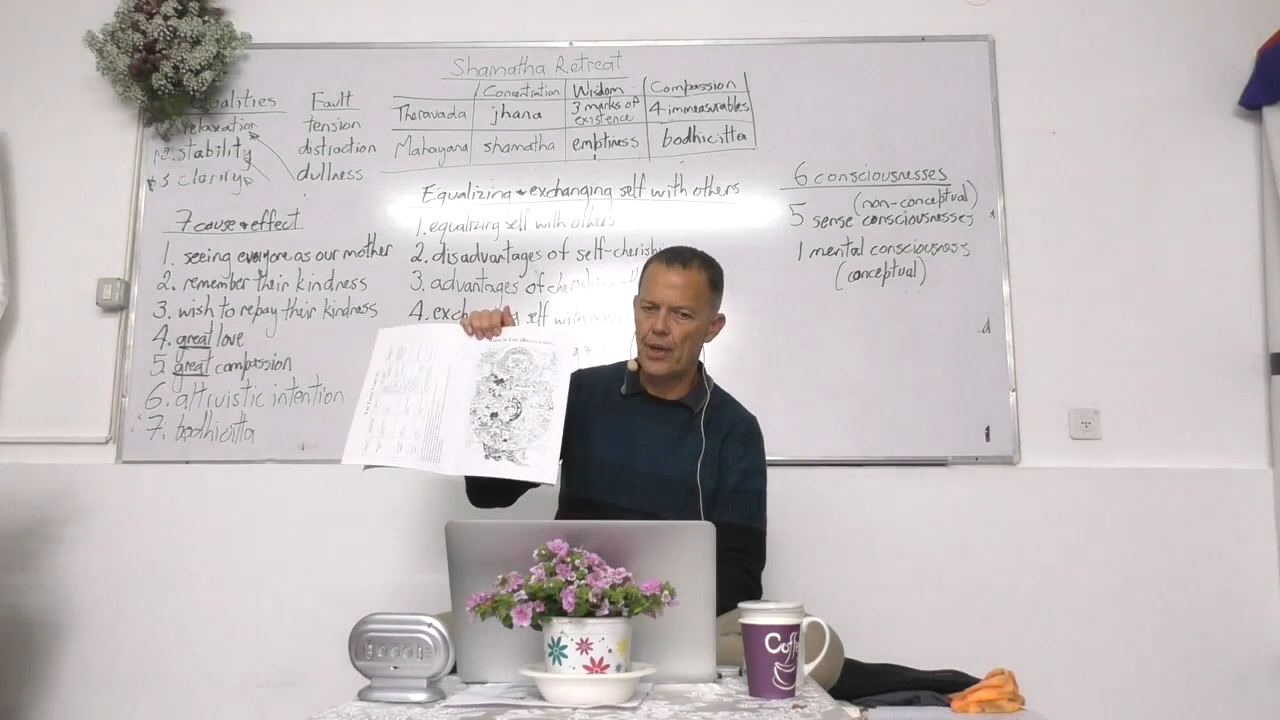 Shamatha Retreat
Concentration Wisdom Compassion
Theravada jhana 3 marks of existence 4 immeasurables
Mahayana shamatha emptiness bodhicitta
Qualities Fault
relaxation tension
2. stability distraction
3 clarity dullness
7 cause & effect
1. seeing everyone as our mother
2. remember their kindness
3. wish to repay their kindness
4. great love
5. great compassion
6. altruistic intention
7. bodhicitta
Equalizing & exchanging self with others
1. equalizing self with others
2. disadvantages of self-cherishi
3. advantages of
4. self with
6 consciousnesses
(non-conceptual)
5 sense consciousnesses
1 mental consciousness
(conceptual)
Coffe